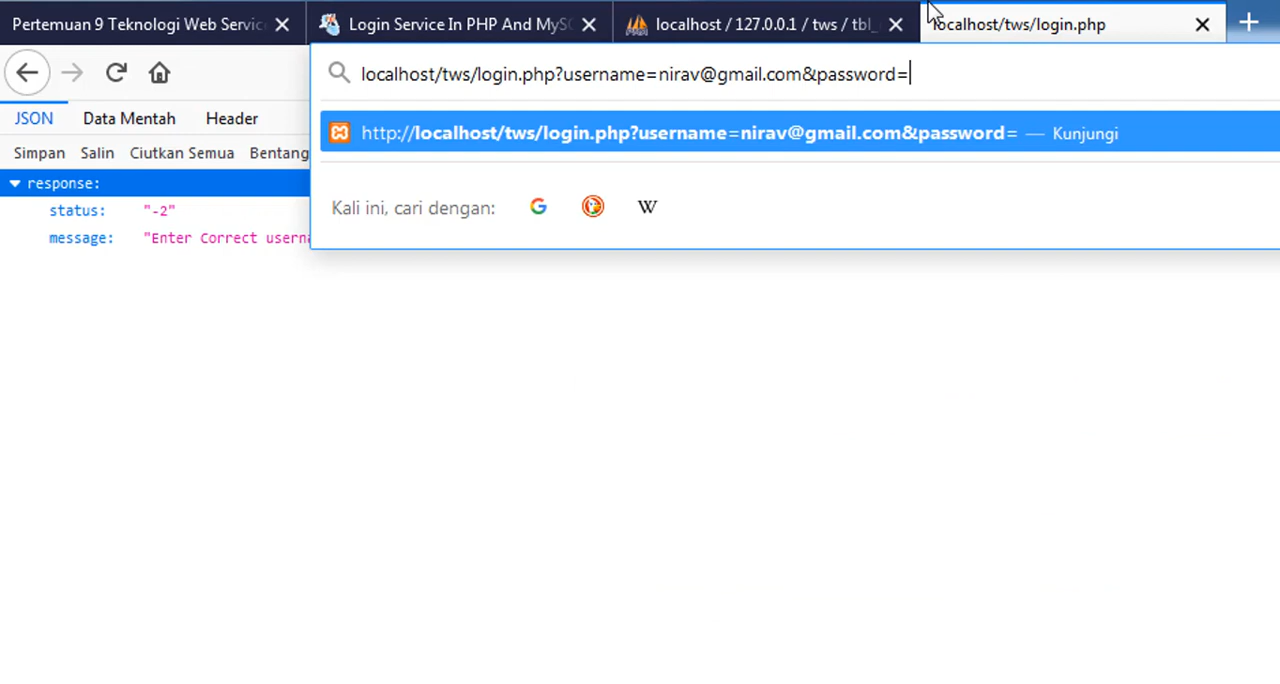 Pertemuan 9 Teknologi Web Servic
Login Service In PHP And MySQ
localhost / 127.0.0.1 / tws / tbl_
localhost/tws/login.php
localhost/tws/login.php?username=nirav@gmail.com&password=
JSON Data Mentah Header
http://localhost/tws/login.php?username=nirav@gmail.com&password= — Kunjungi
Simpan Salin Ciutkan Semua Bentang
response:
Kali ini, cari dengan: G W
status: "-2"
message: "Enter Correct userna